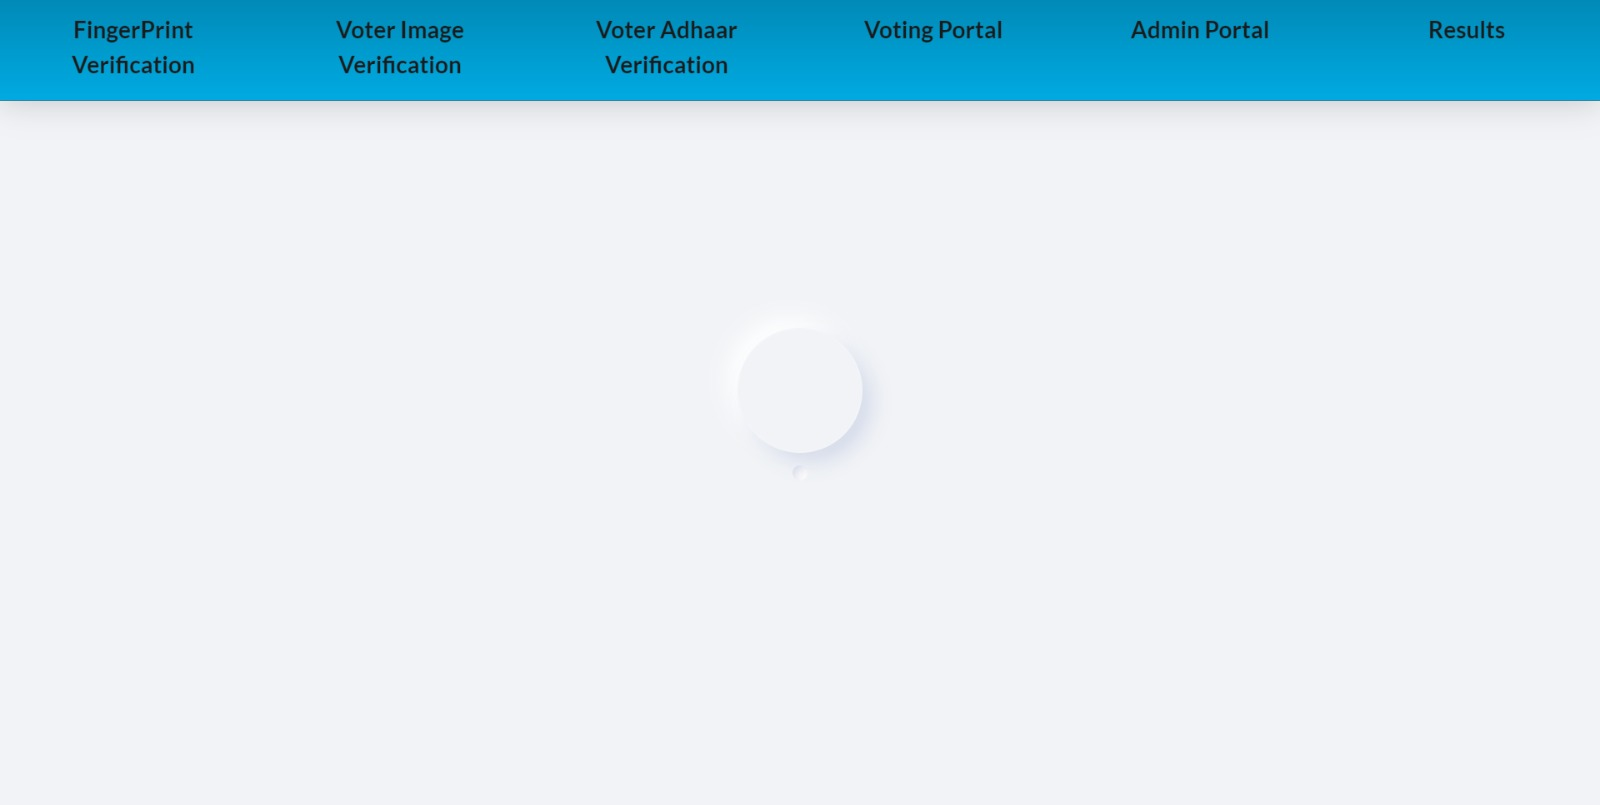 FingerPrint
Verification
Voter Image
Verification
Voter Adhaar
Verification
Voting Portal
Admin Portal
Results